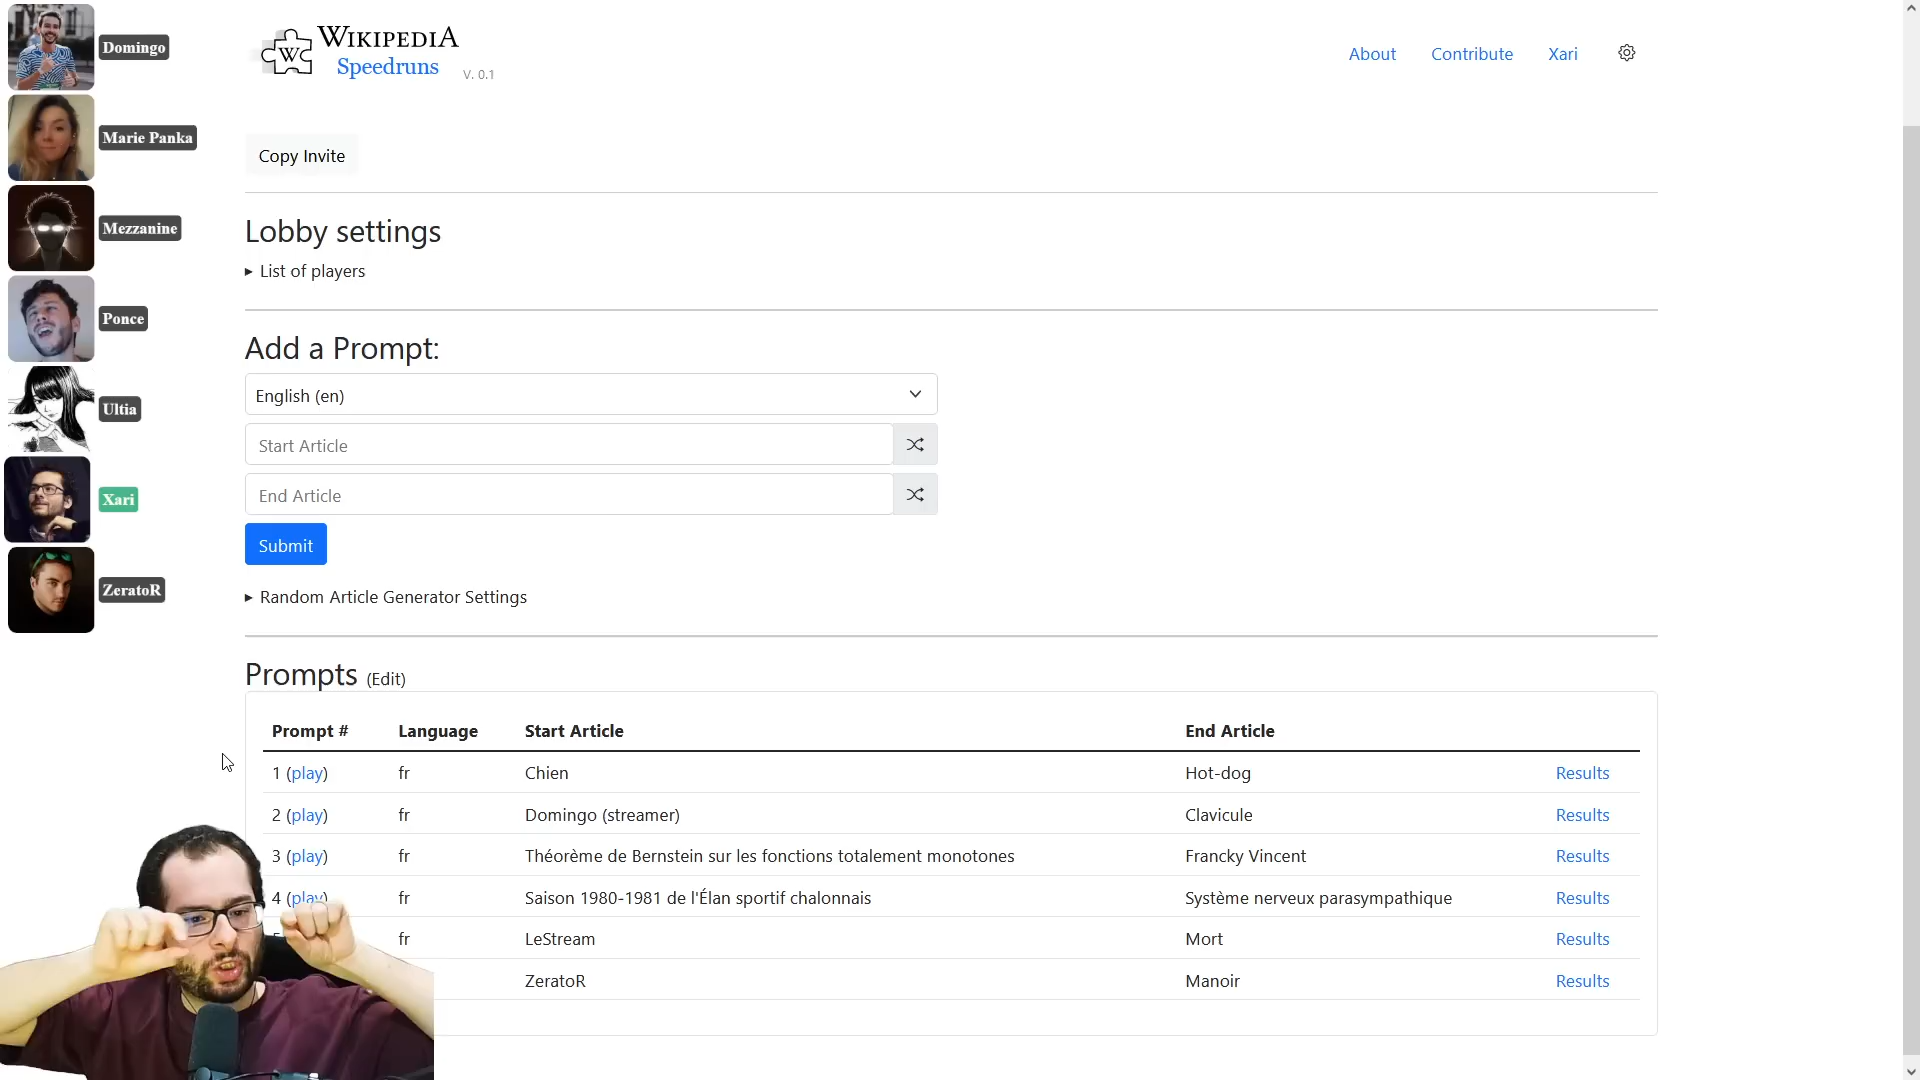 Domingo
Marie Panka
Mezzanine
Ponce
Ultia
Xari
ZeratoR
W
WIKIPEDIA
Speedruns
V. 0.1
About
Contribute
Xari
Copy Invite
Lobby settings
▸ List of players
Add a Prompt:
English (en)
Start Article
End Article
Submit
▸ Random Article Generator Settings
Prompts (Edit)
Prompt # Language Start Article End Article
1 (play) fr Chien Hot-dog Results
2 (play) fr Domingo (streamer) Clavicule Results
3 (play) fr Théorème de Bernstein sur les fonctions totalement monotones Francky Vincent Results
4 (play) fr Saison 1980-1981 de l'Élan sportif chalonnais Système nerveux parasympathique Results
fr LeStream Mort Results
ZeratoR Manoir Results